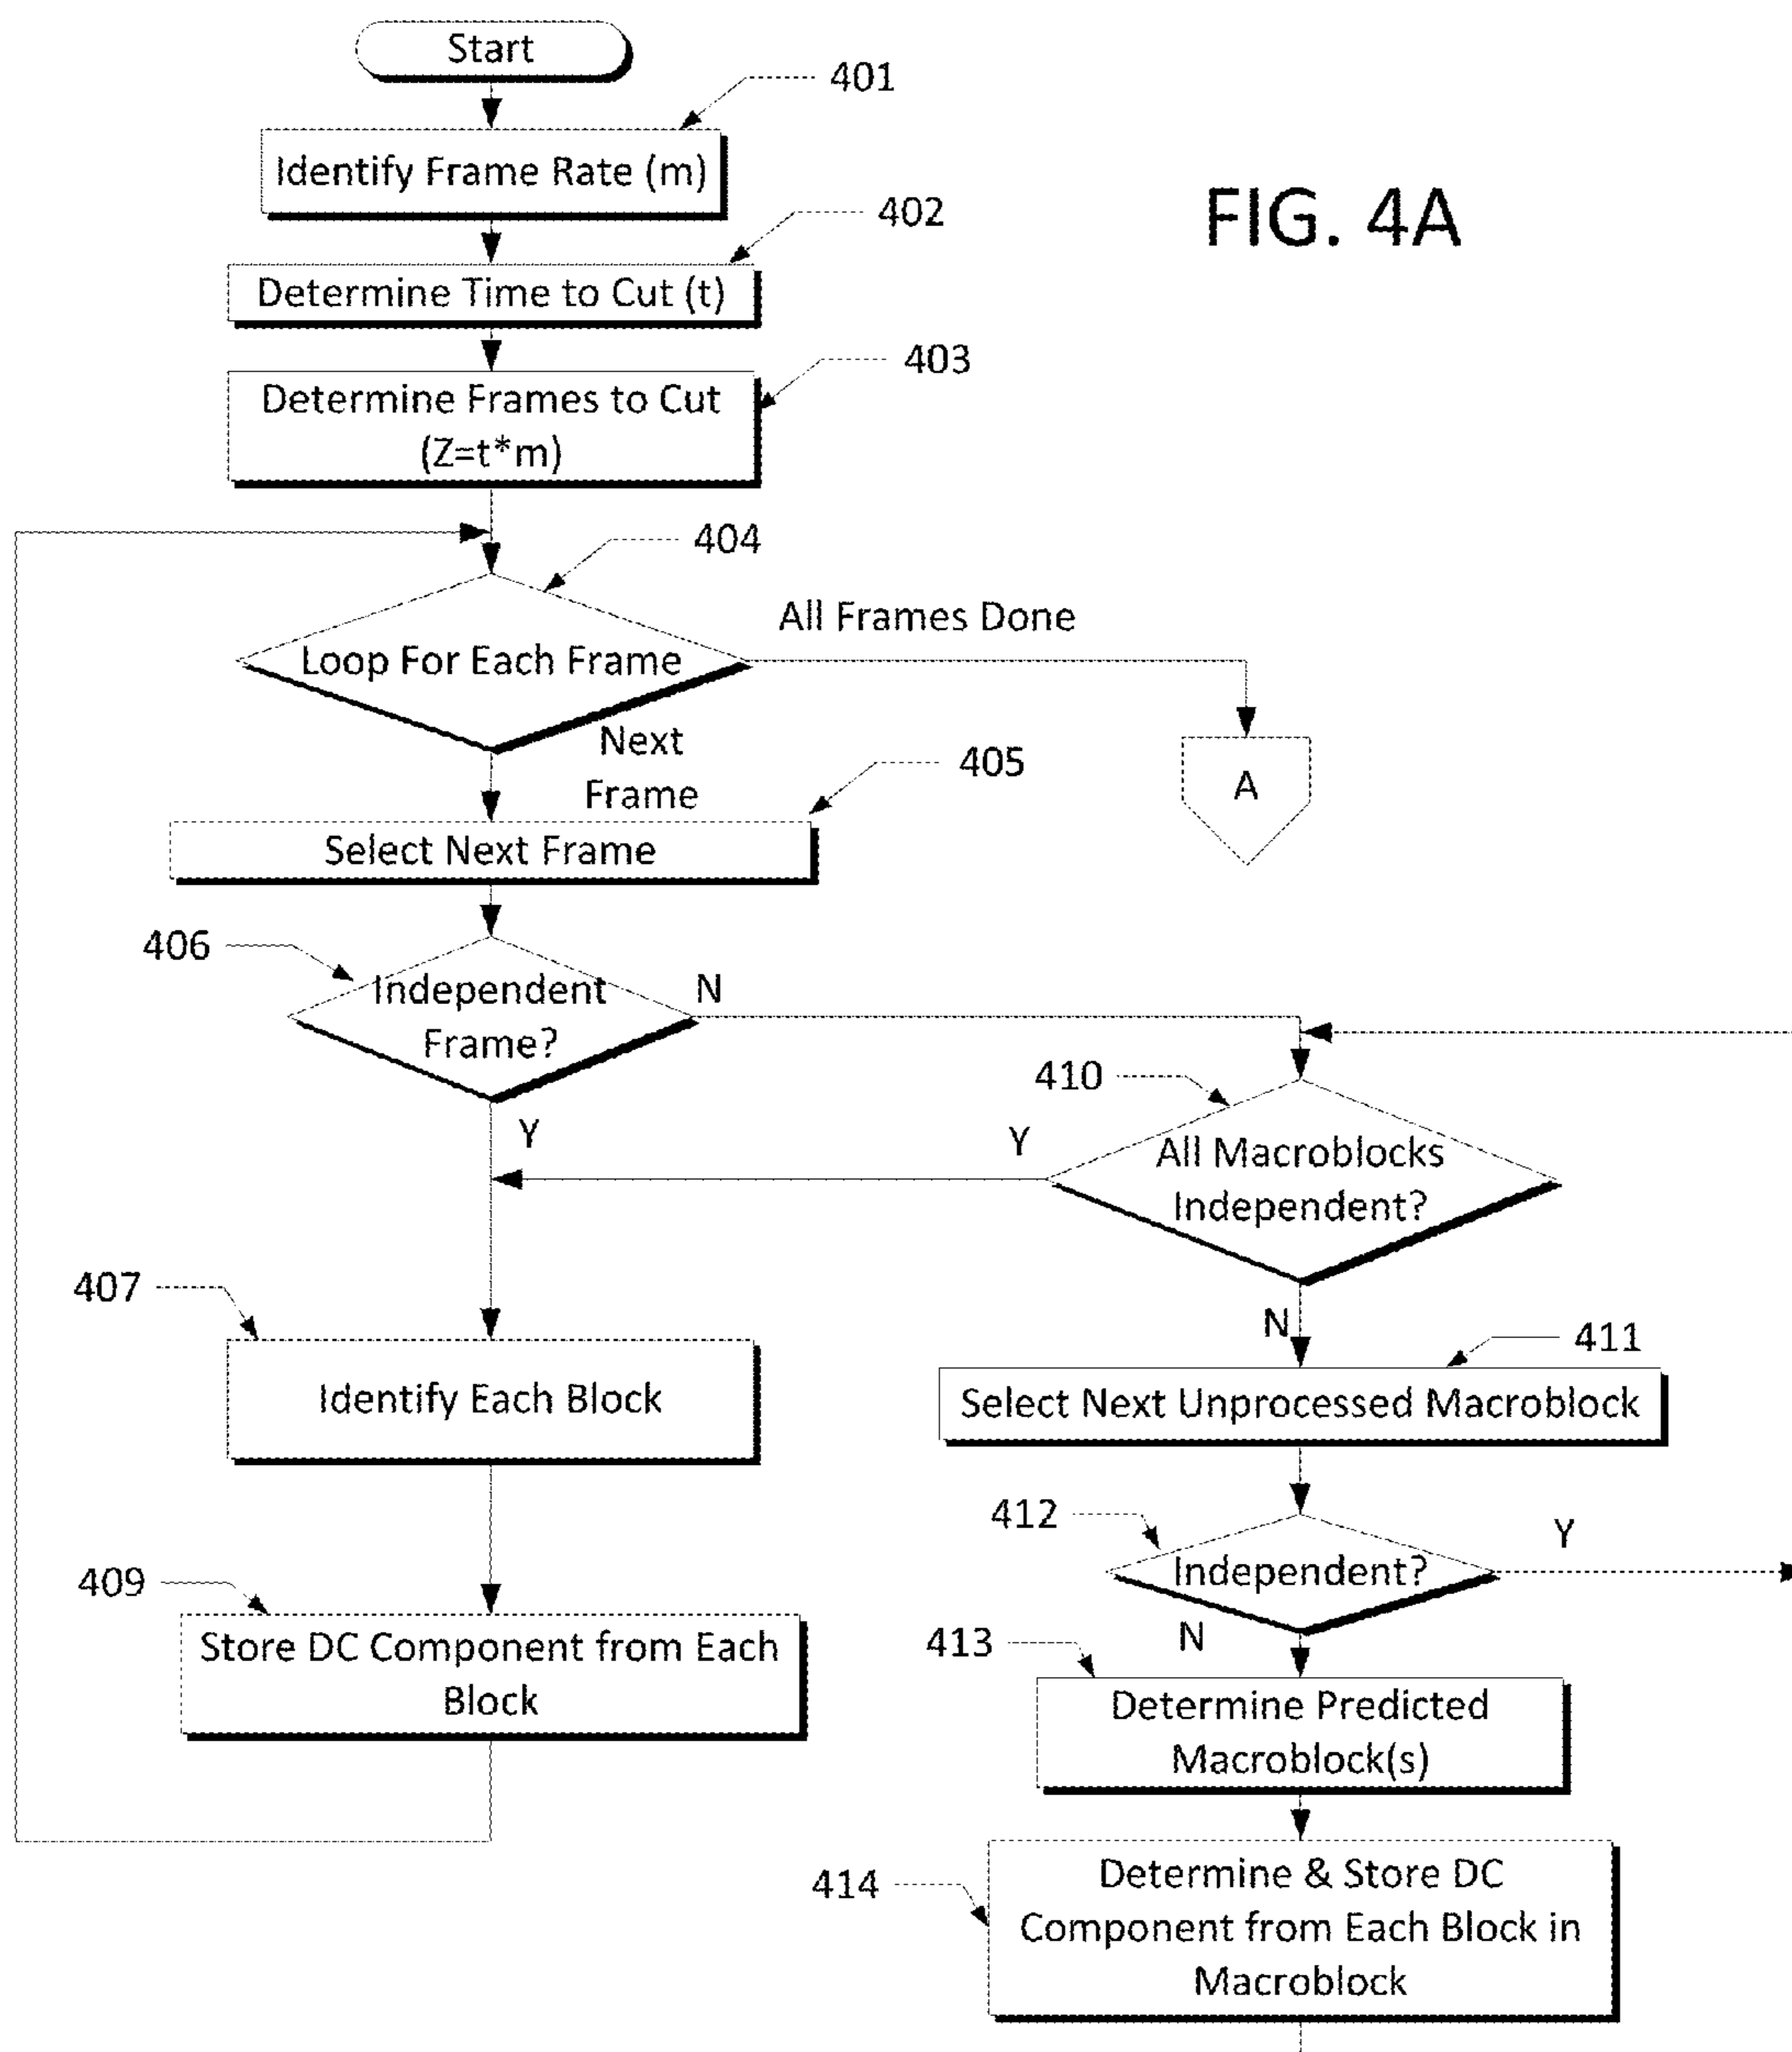 Start
401
Identify Frame Rate (m)
FIG. 4A
402
Determine Time to Cut (t)
403
Determine Frames to Cut
(Z=t*m)
404
All Frames Done
Loop For Each Frame
Next
Frame
405
A
Select Next Frame
406
Independent
Frame?
N
410
Y
Y
All Macroblocks
Independent?
407
N
411
Identify Each Block
Select Next Unprocessed Macroblock
412
Y
Independent?
409
N
413
Store DC Component from Each
Block
Determine Predicted
Macroblock(s)
414
Determine & Store DC
Component from Each Block in
Macroblock